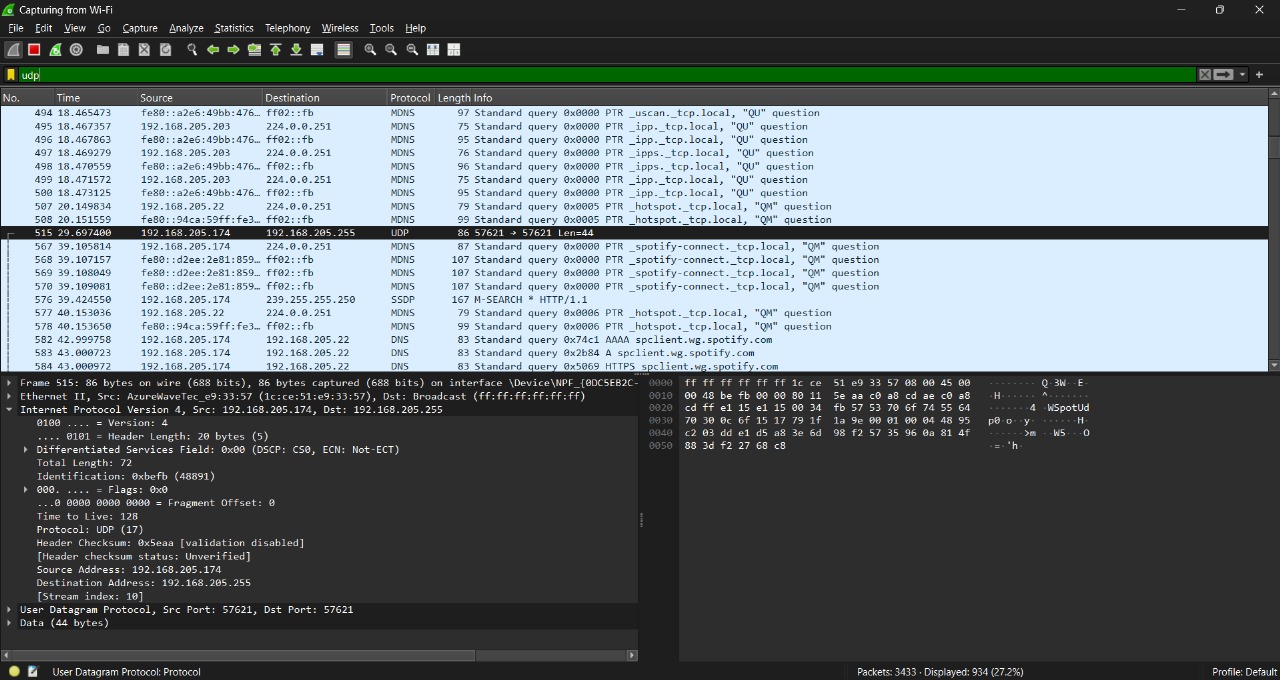 Capturing from Wi-Fi
File Edit View Go Capture Analyze Statistics Telephony Wireless Tools Help
udp
No. Time Source Destination Protocol Length Info
494 18.465473 fe80::a2e6:49bb:476… ff02::fb MDNS 97 Standard query 0x0000 PTR _uscan._tcp.local, "QU" question
495 18.467357 192.168.205.203 224.0.0.251 MDNS 75 Standard query 0x0000 PTR _ipp._tcp.local, "QU" question
496 18.467863 fe80::a2e6:49bb:476… ff02::fb MDNS 95 Standard query 0x0000 PTR _ipp._tcp.local, "QU" question
497 18.469279 192.168.205.203 224.0.0.251 MDNS 76 Standard query 0x0000 PTR _ipps._tcp.local, "QU" question
498 18.470559 fe80::a2e6:49bb:476… ff02::fb MDNS 96 Standard query 0x0000 PTR _ipps._tcp.local, "QU" question
499 18.471572 192.168.205.203 224.0.0.251 MDNS 75 Standard query 0x0000 PTR _ipp._tcp.local, "QU" question
500 18.473125 fe80::a2e6:49bb:476… ff02::fb MDNS 95 Standard query 0x0000 PTR _ipp._tcp.local, "QU" question
507 20.149834 192.168.205.22 224.0.0.251 MDNS 79 Standard query 0x0005 PTR _hotspot._tcp.local, "QM" question
508 20.151559 fe80::94ca:59ff:fe3… ff02::fb MDNS 99 Standard query 0x0005 PTR _hotspot._tcp.local, "QM" question
515 29.697400 192.168.205.174 192.168.205.255 UDP 86 57621 → 57621 Len=44
567 39.105814 192.168.205.174 224.0.0.251 MDNS 87 Standard query 0x0000 PTR _spotify-connect._tcp.local, "QM" question
568 39.107157 fe80::d2ee:2e81:859… ff02::fb MDNS 107 Standard query 0x0000 PTR _spotify-connect._tcp.local, "QM" question
569 39.108049 fe80::d2ee:2e81:859… ff02::fb MDNS 107 Standard query 0x0000 PTR _spotify-connect._tcp.local, "QM" question
570 39.109081 fe80::d2ee:2e81:859… ff02::fb MDNS 107 Standard query 0x0000 PTR _spotify-connect._tcp.local, "QM" question
576 39.424550 192.168.205.174 239.255.255.250 SSDP 167 M-SEARCH * HTTP/1.1
577 40.153036 192.168.205.22 224.0.0.251 MDNS 79 Standard query 0x0006 PTR _hotspot._tcp.local, "QM" question
578 40.153650 fe80::94ca:59ff:fe3… ff02::fb MDNS 99 Standard query 0x0006 PTR _hotspot._tcp.local, "QM" question
582 42.999758 192.168.205.174 192.168.205.22 DNS 83 Standard query 0x74c1 AAAA spclient.wg.spotify.com
583 43.000723 192.168.205.174 192.168.205.22 DNS 83 Standard query 0x2b84 A spclient.wg.spotify.com
584 43.000972 192.168.205.174 192.168.205.22 DNS 83 Standard query 0x5069 HTTPS spclient.wg.spotify.com
Frame 515: 86 bytes on wire (688 bits), 86 bytes captured (688 bits) on interface \Device\NPF_{0DC5EB2C-
Ethernet II, Src: AzureWaveTec_e9:33:57 (1c:ce:51:e9:33:57), Dst: Broadcast (ff:ff:ff:ff:ff:ff)
Internet Protocol Version 4, Src: 192.168.205.174, Dst: 192.168.205.255
0100 .... = Version: 4
.... 0101 = Header Length: 20 bytes (5)
Differentiated Services Field: 0x00 (DSCP: CS0, ECN: Not-ECT)
Total Length: 72
Identification: 0xbefb (48891)
000. .... = Flags: 0x0
...0 0000 0000 0000 = Fragment Offset: 0
Time to Live: 128
Protocol: UDP (17)
Header Checksum: 0x5eaa [validation disabled]
[Header checksum status: Unverified]
Source Address: 192.168.205.174
Destination Address: 192.168.205.255
[Stream index: 10]
User Datagram Protocol, Src Port: 57621, Dst Port: 57621
Data (44 bytes)
0000 ff ff ff ff ff ff 1c ce 51 e9 33 57 08 00 45 00 ········ Q·3W··E·
0010 00 48 be fb 00 00 80 11 5e aa c0 a8 cd ae c0 a8 ·H······ ^·······
0020 cd ff e1 15 e1 15 00 34 fb 57 53 70 6f 74 55 64 ·······4 ·WSpotUd
0030 70 30 0c 6f 15 17 79 1f 1a 9e 00 01 00 04 48 95 p0·o··y· ······H·
0040 c2 03 dd e1 d5 a8 3e 6d 98 f2 57 35 96 0a 81 4f ······>m ··W5···O
0050 88 3d f2 27 68 c8 ·=·'h·
User Datagram Protocol: Protocol
Packets: 3433 · Displayed: 934 (27.2%)
Profile: Default